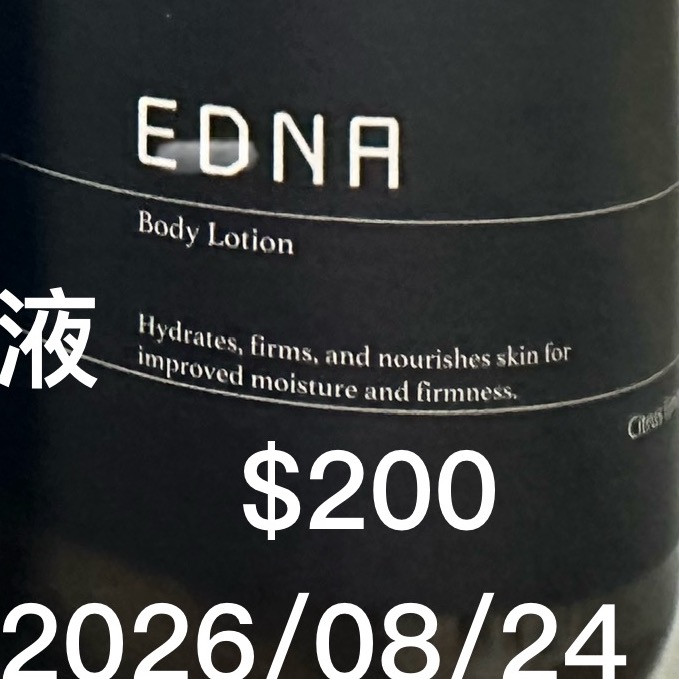 EDNA
Body Lotion
液
Hydrates, firms, and nourishes skin for
improved moisture and firmness.
$200
2026/08/24